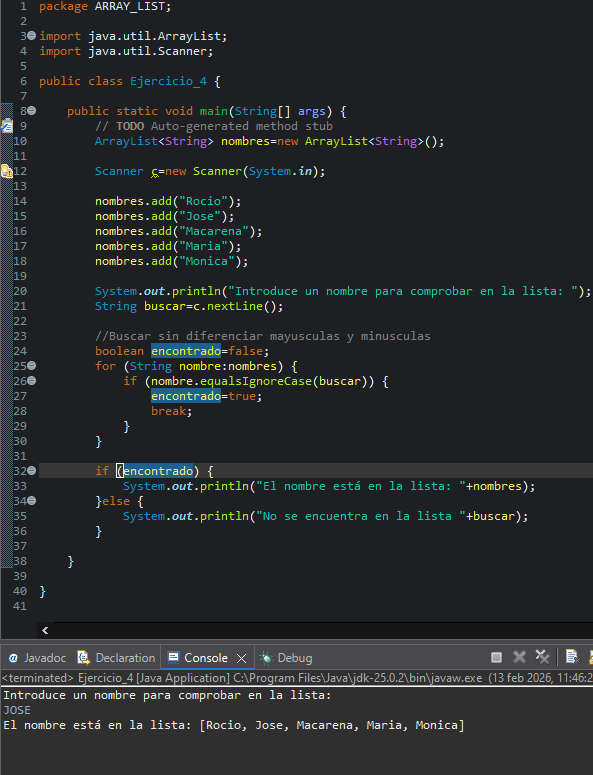 1 package ARRAY_LIST;
2
3 import java.util.ArrayList;
4 import java.util.Scanner;
5
6 public class Ejercicio_4 {
7
8     public static void main(String[] args) {
9         // TODO Auto-generated method stub
10         ArrayList<String> nombres=new ArrayList<String>();
11
12         Scanner c=new Scanner(System.in);
13
14         nombres.add("Rocio");
15         nombres.add("Jose");
16         nombres.add("Macarena");
17         nombres.add("Maria");
18         nombres.add("Monica");
19
20         System.out.println("Introduce un nombre para comprobar en la lista: ");
21         String buscar=c.nextLine();
22
23         //Buscar sin diferenciar mayusculas y minusculas
24         boolean encontrado=false;
25         for (String nombre:nombres) {
26             if (nombre.equalsIgnoreCase(buscar)) {
27                 encontrado=true;
28                 break;
29             }
30         }
31
32         if (encontrado) {
33             System.out.println("El nombre está en la lista: "+nombres);
34         }else {
35             System.out.println("No se encuentra en la lista "+buscar);
36         }
37
38     }
39
40 }
41
@ Javadoc Declaration Console Debug
<terminated> Ejercicio_4 [Java Application] C:\Program Files\Java\jdk-25.0.2\bin\javaw.exe (13 feb 2026, 11:46:2
Introduce un nombre para comprobar en la lista:
JOSE
El nombre está en la lista: [Rocio, Jose, Macarena, Maria, Monica]